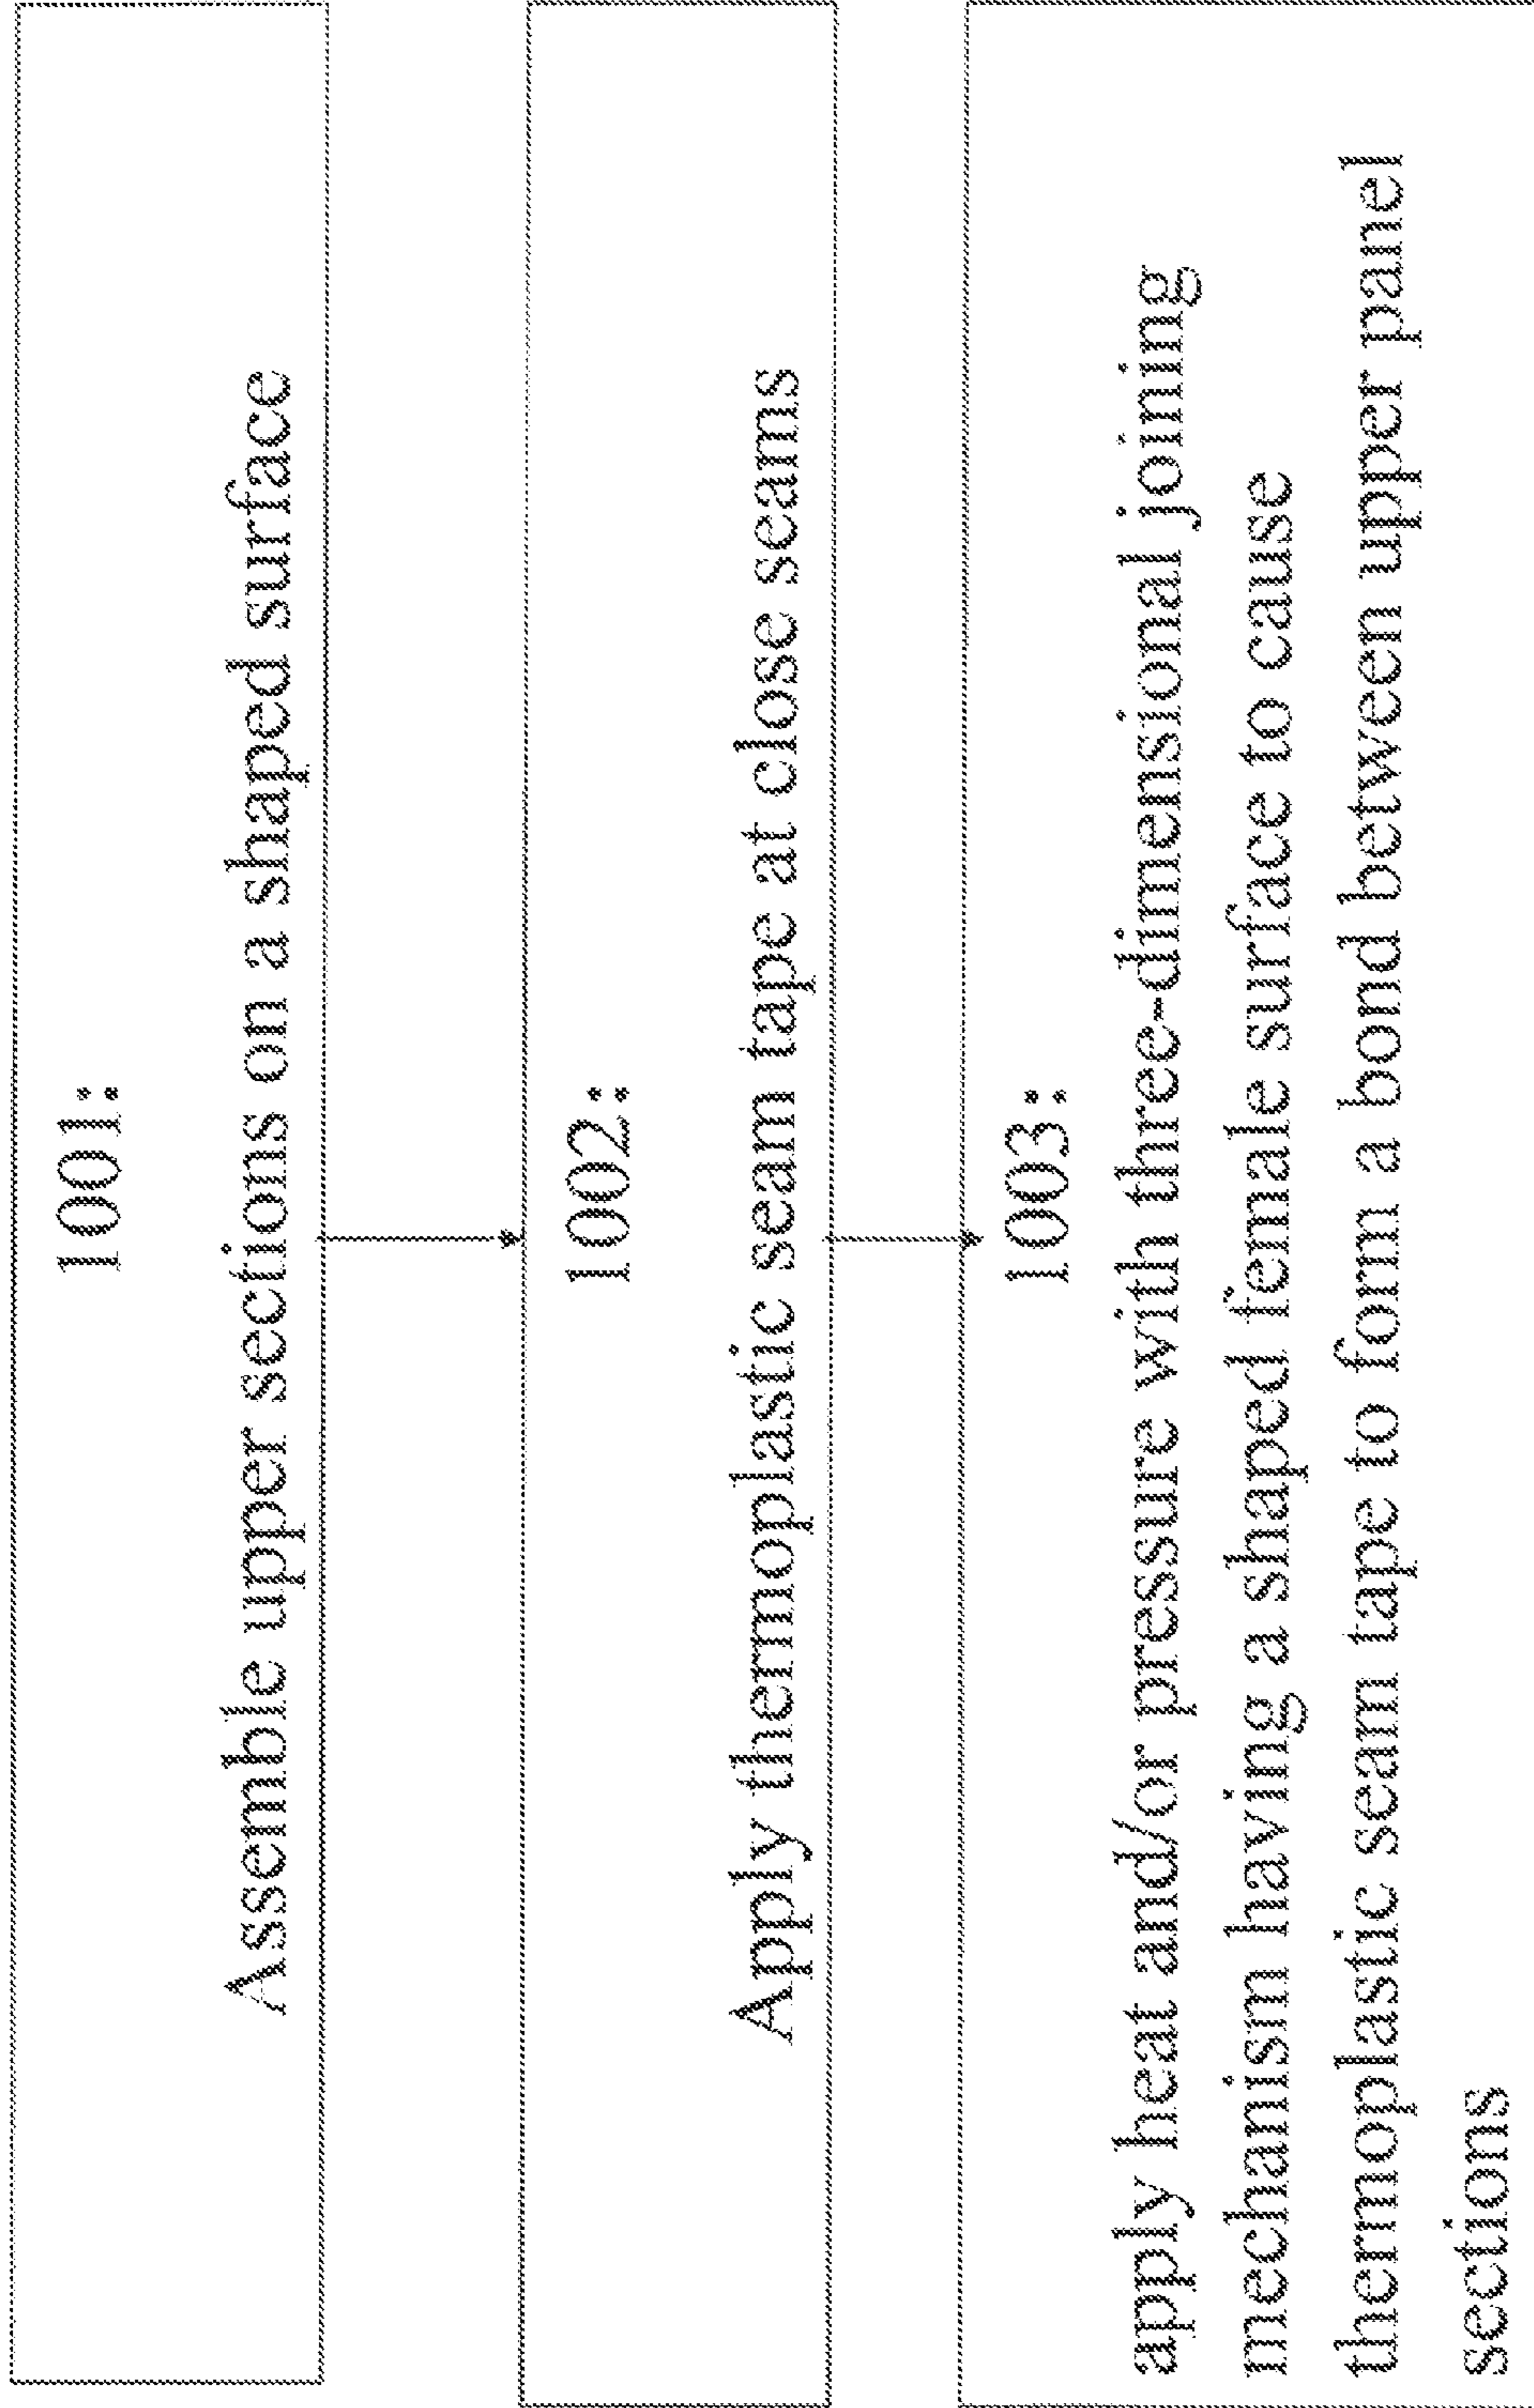 1001:
Assemble upper sections on a shaped surface
1002:
Apply thermoplastic seam tape at close seams
1003:
apply heat and/or pressure with three-dimensional joining
mechanism having a shaped female surface to cause
thermoplastic seam tape to form a bond between upper panel
sections